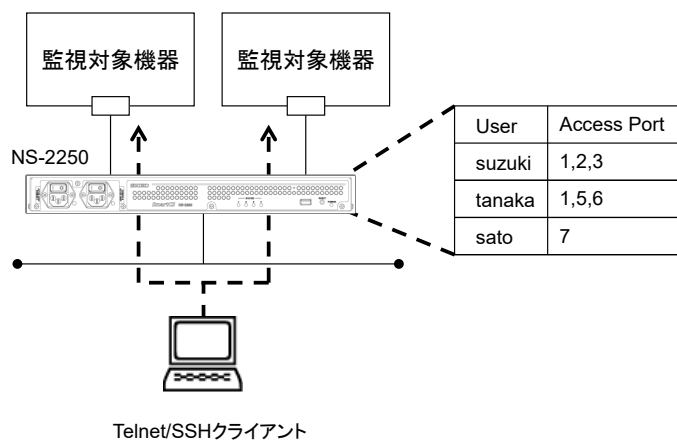 監視対象機器
監視対象機器
NS-2250
User Access Port
suzuki 1,2,3
tanaka 1,5,6
sato 7
Telnet/SSHクライアント